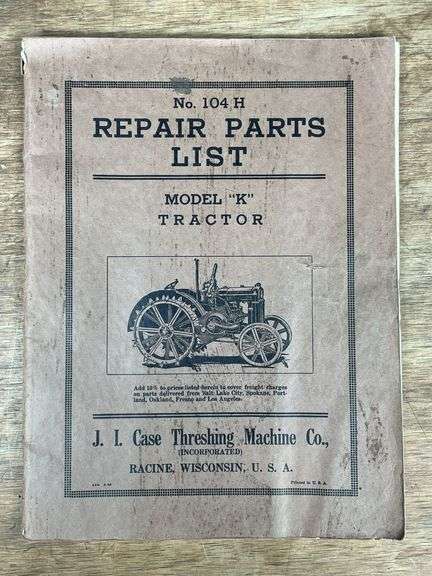 No. 104 H
REPAIR PARTS
LIST
MODEL "K"
TRACTOR
Add 10% to prices listed herein to cover freight charges
on parts delivered from Salt Lake City, Spokane, Port-
land, Oakland, Fresno and Los Angeles.
J. I. Case Threshing Machine Co.,
(INCORPORATED)
RACINE, WISCONSIN, U. S. A.
Printed in U. S. A.